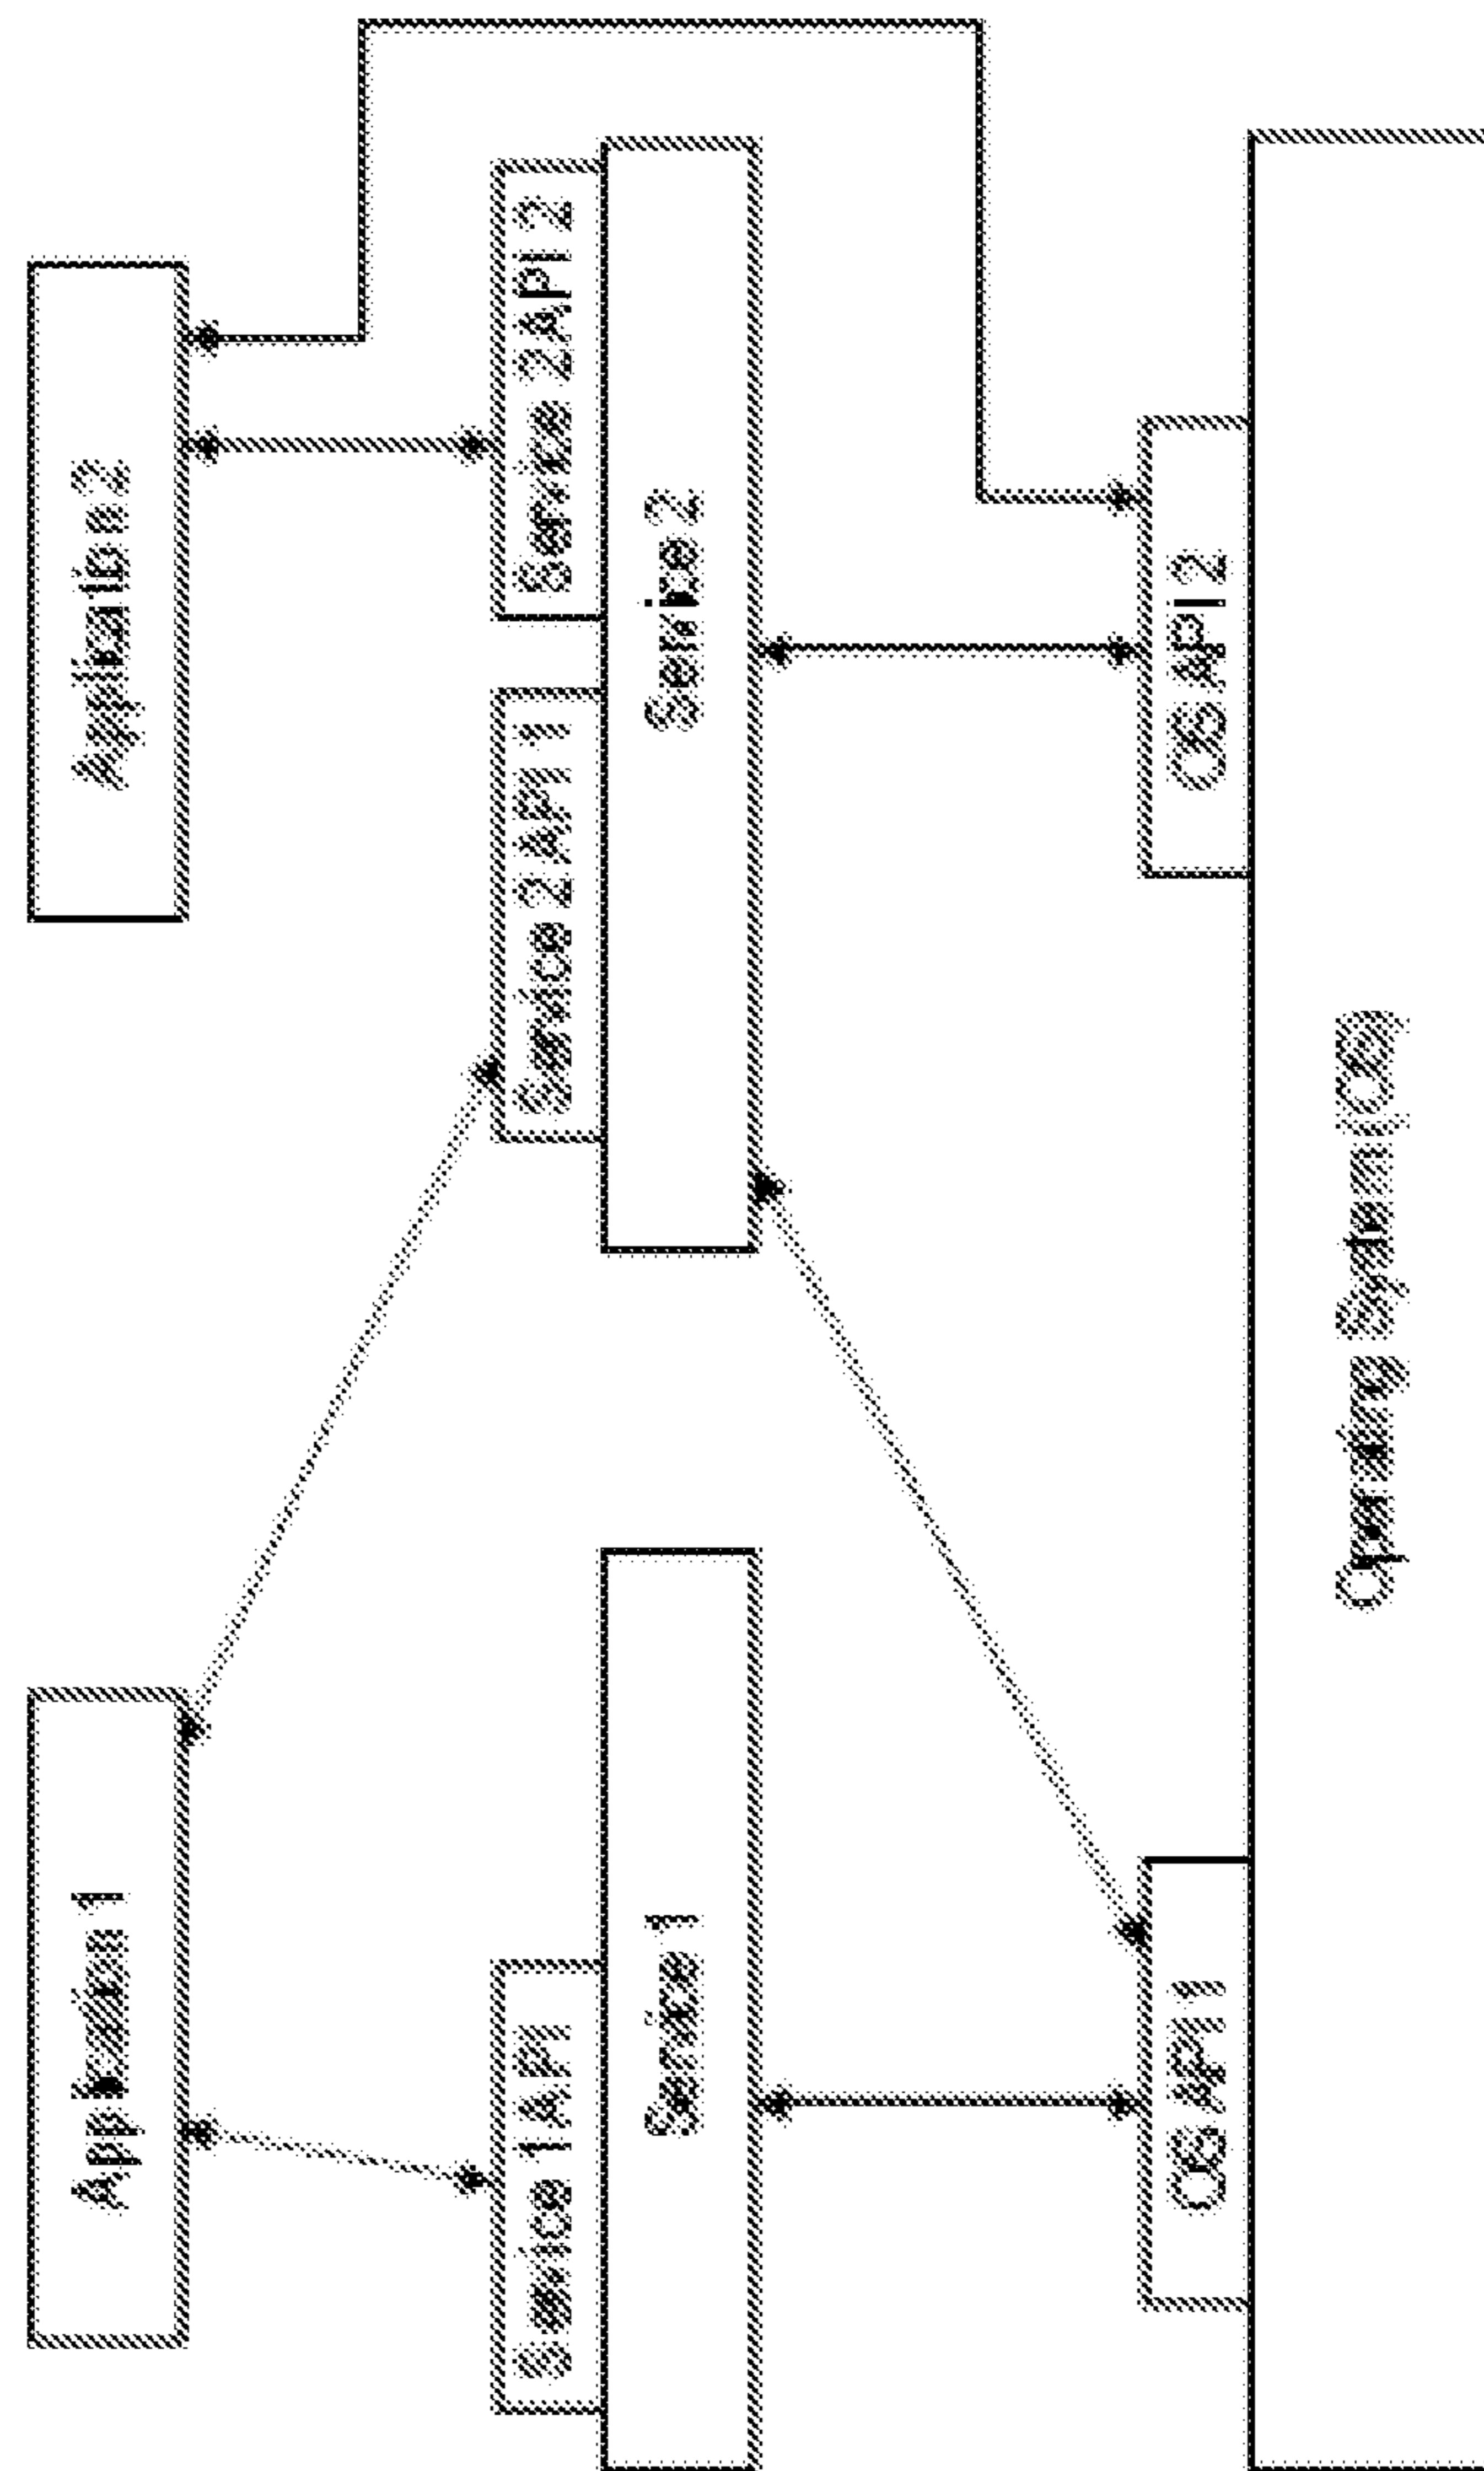 Application 1
Application 2
Service 1 API
Service 2 API 1
Service 2 API 2
Service 1
Service 2
OS API 1
OS API 2
Operating System (OS)